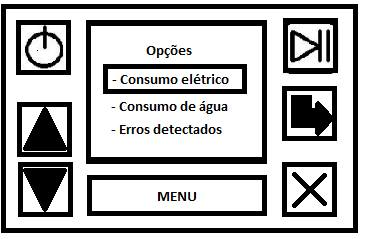 Opções
- Consumo elétrico
- Consumo de água
- Erros detectados
MENU